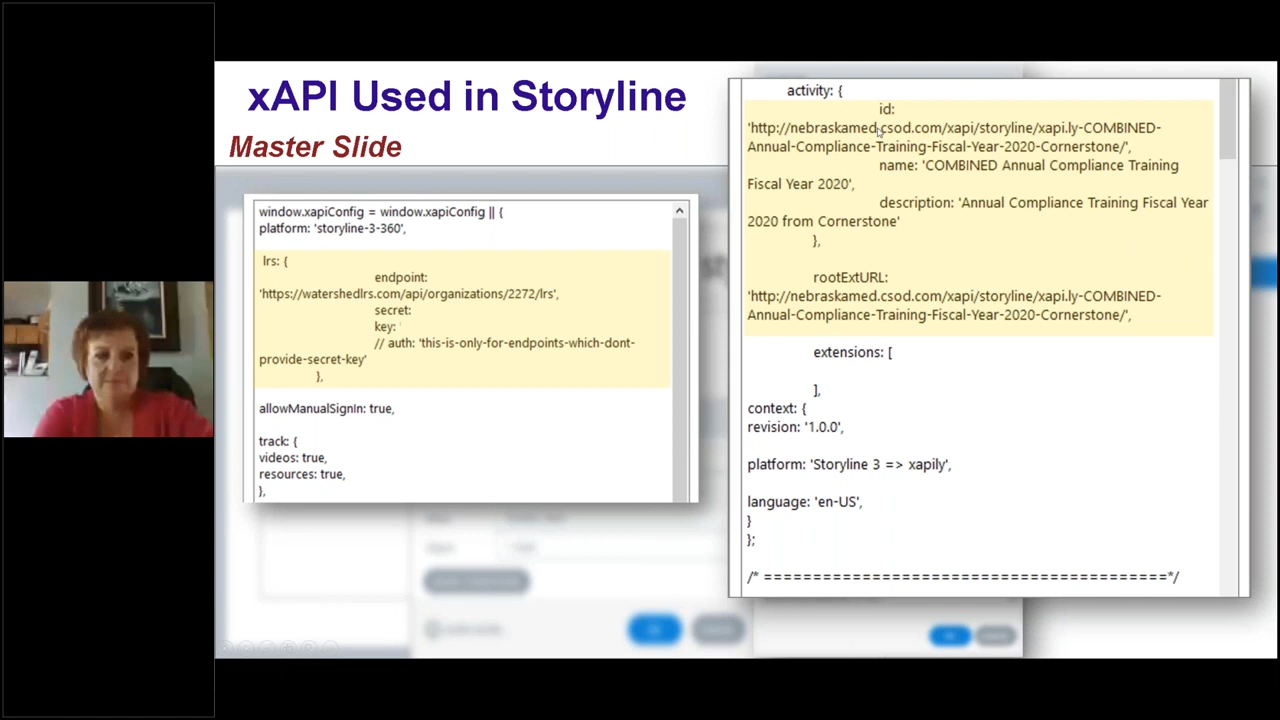 xAPI Used in Storyline
Master Slide
window.xapiConfig = window.xapiConfig || {
platform: 'storyline-3-360',
lrs: {
endpoint:
'https://watershedlrs.com/api/organizations/2272/lrs',
secret:
key: '
// auth: 'this-is-only-for-endpoints-which-dont-
provide-secret-key'
},
allowManualSignIn: true,
track: {
videos: true,
resources: true,
},
activity: {
id:
'http://nebraskamed.csod.com/xapi/storyline/xapi.ly-COMBINED-
Annual-Compliance-Training-Fiscal-Year-2020-Cornerstone/',
name: 'COMBINED Annual Compliance Training
Fiscal Year 2020',
description: 'Annual Compliance Training Fiscal Year
2020 from Cornerstone'
},
rootExtURL:
'http://nebraskamed.csod.com/xapi/storyline/xapi.ly-COMBINED-
Annual-Compliance-Training-Fiscal-Year-2020-Cornerstone/',
extensions: [
],
context: {
revision: '1.0.0',
platform: 'Storyline 3 => xapily',
language: 'en-US',
}
};
/* =========================================*/